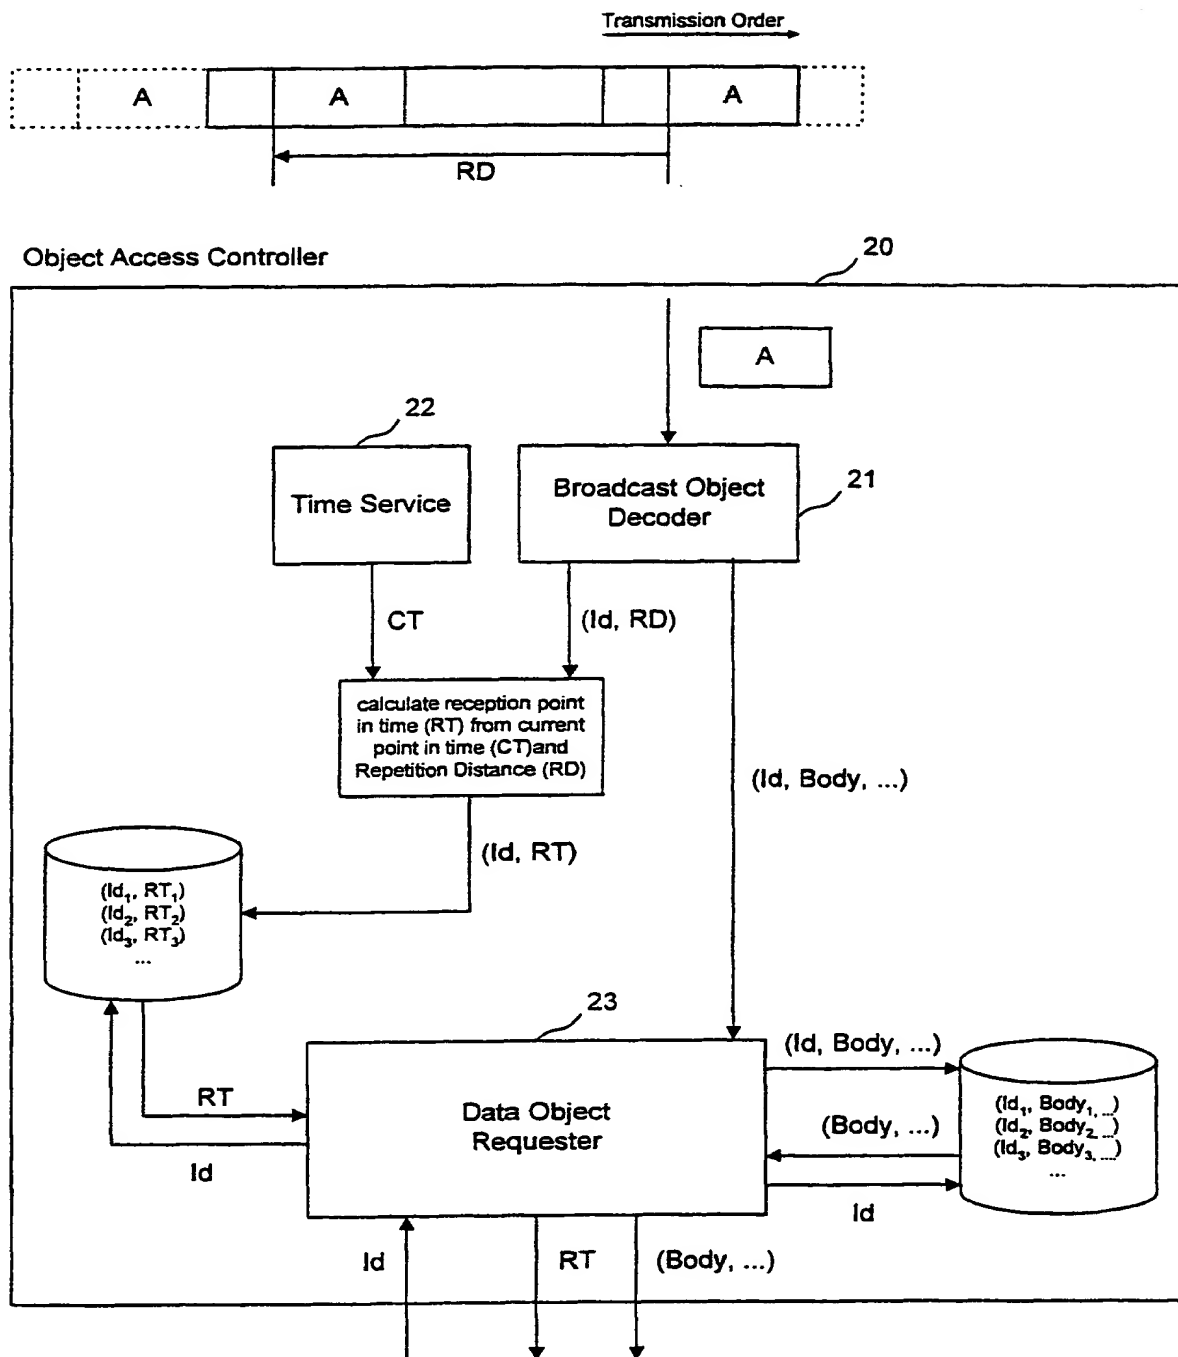 Transmission Order
A
A
A
RD
Object Access Controller
20
A
22
Time Service
21
Broadcast Object
Decoder
CT
(Id, RD)
calculate reception point
in time (RT) from current
point in time (CT)and
Repetition Distance (RD)
(Id, Body, ...)
(Id, RT)
(Id₁, RT₁)
(Id₂, RT₂)
(Id₃, RT₃)
...
23
Data Object
Requester
RT
Id
(Id, Body, ...)
(Body, ...)
Id
(Id₁, Body₁, ...)
(Id₂, Body₂, ...)
(Id₃, Body₃, ...)
...
Id
RT
(Body, ...)